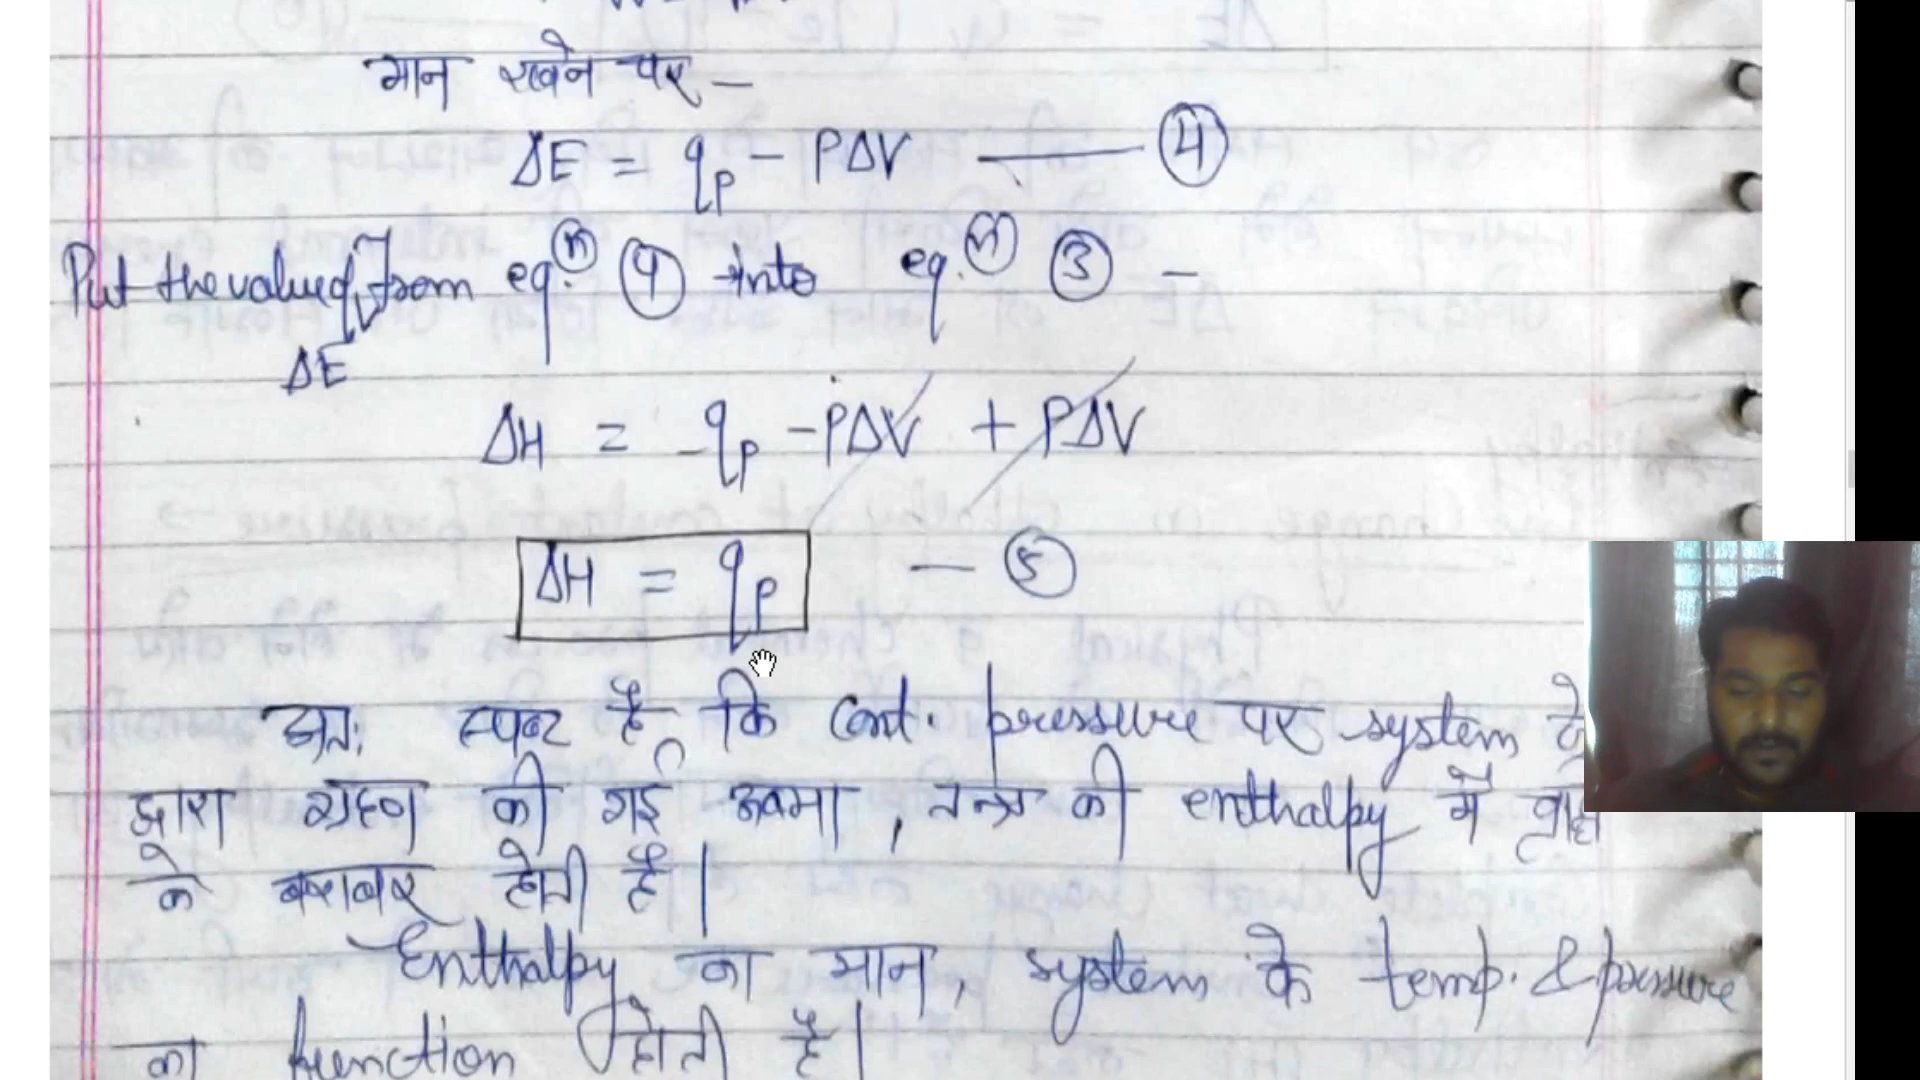 मान रखने पर –
ΔE = qp – PΔV —— ④
Put the value of from eq.ⁿ ④ into eq.ⁿ ③ –
ΔE
ΔH = qp – PΔV + PΔV
ΔH = qp — ⑤
अतः स्पष्ट है कि Cont. pressure पर system के
द्वारा ग्रहण की गई ऊष्मा, तन्त्र की enthalpy में
के बराबर होती है।
Enthalpy का मान, system के temp. & pressure
का function होती है।